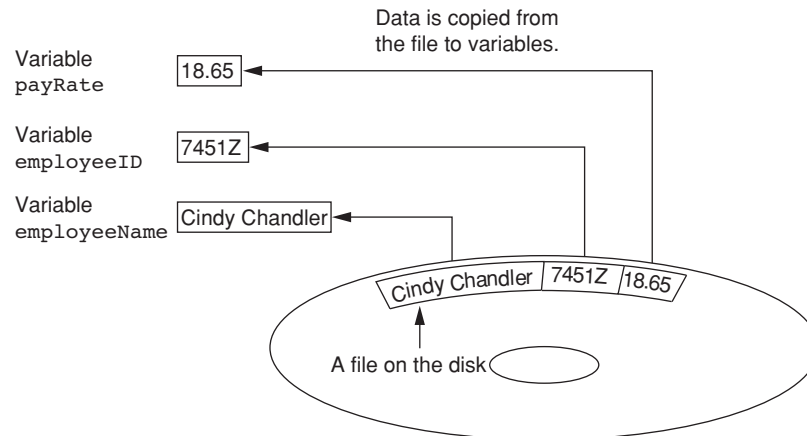 Data is copied from
the file to variables.
Variable
payRate
18.65
Variable
employeeID
7451Z
Variable
employeeName
Cindy Chandler
Cindy Chandler
7451Z
18.65
A file on the disk